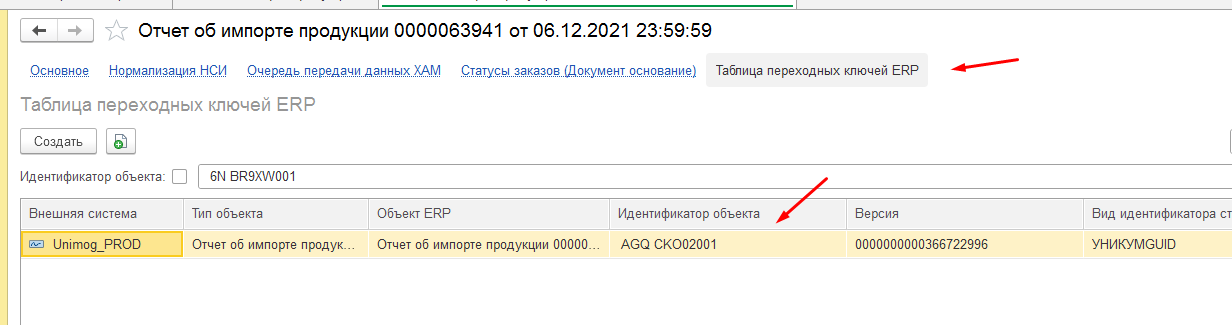 Отчет об импорте продукции 0000063941 от 06.12.2021 23:59:59
Основное Нормализация НСИ Очередь передачи данных ХАМ Статусы заказов (Документ основание) Таблица переходных ключей ERP
Таблица переходных ключей ERP
Создать
Идентификатор объекта: 6N BR9XW001
Внешняя система Тип объекта Объект ERP Идентификатор объекта Версия Вид идентификатора ст
Unimog_PROD Отчет об импорте продук... Отчет об импорте продукции 00000... AGQ CKO02001 0000000000366722996 УНИКУМGUID